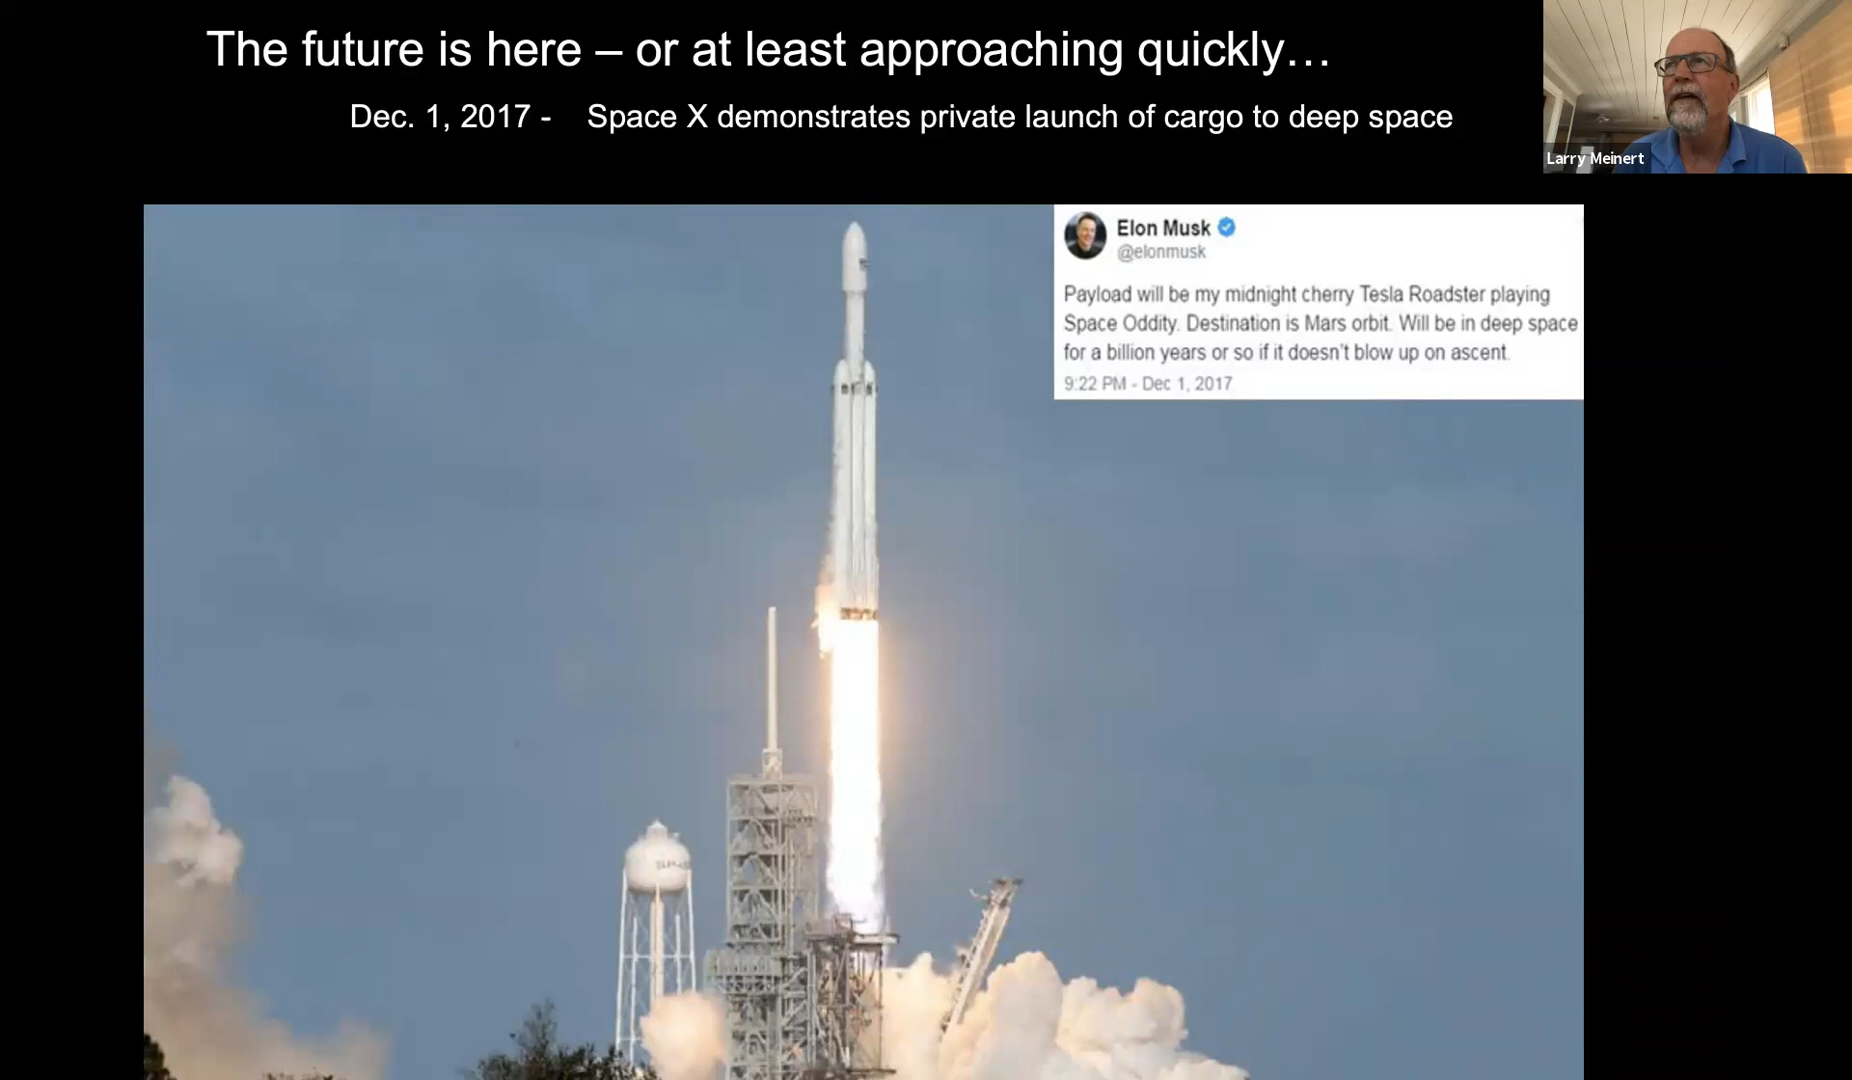 The future is here – or at least approaching quickly…
Dec. 1, 2017 - Space X demonstrates private launch of cargo to deep space
Larry Meinert
Elon Musk
@elonmusk
Payload will be my midnight cherry Tesla Roadster playing
Space Oddity. Destination is Mars orbit. Will be in deep space
for a billion years or so if it doesn't blow up on ascent.
9:22 PM - Dec 1, 2017